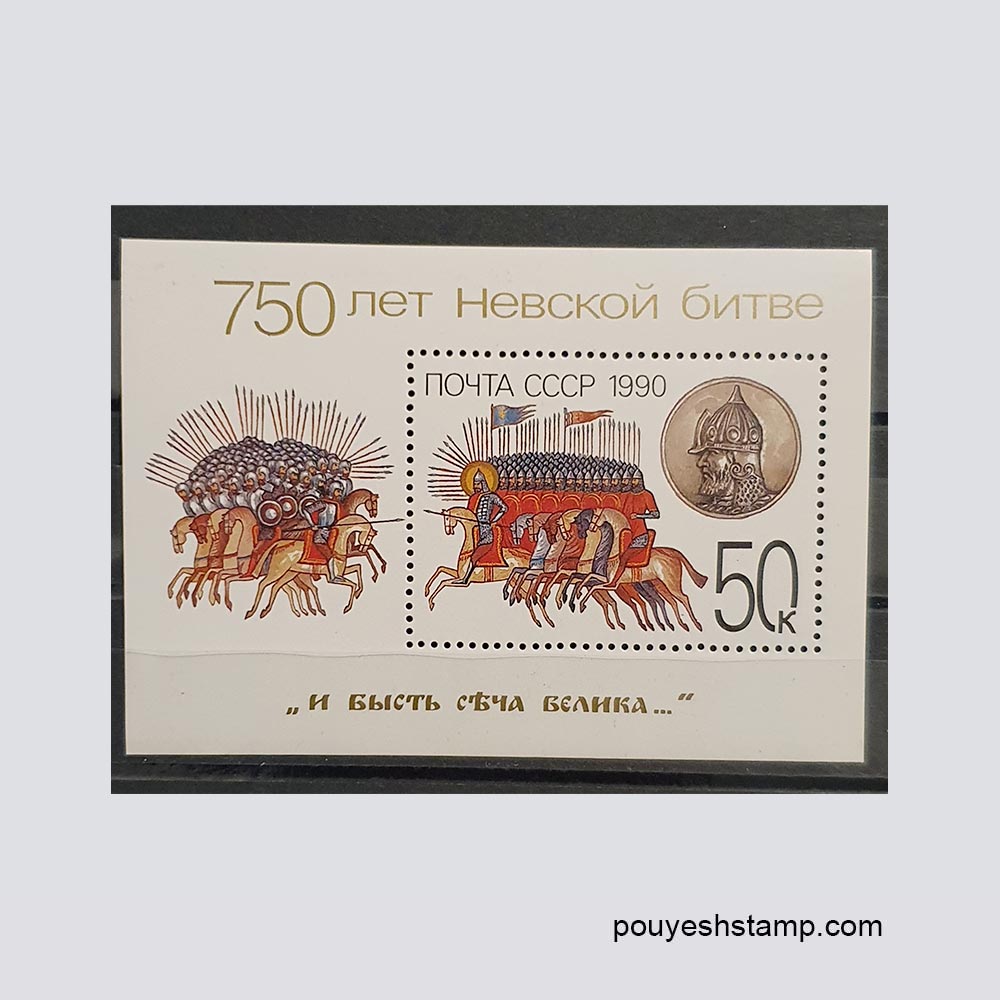 750 лет Невской битве
ПОЧТА СССР 1990
50к
„И БЫСТЬ СѢЧА ВЕЛИКА..."
pouyeshstamp.com